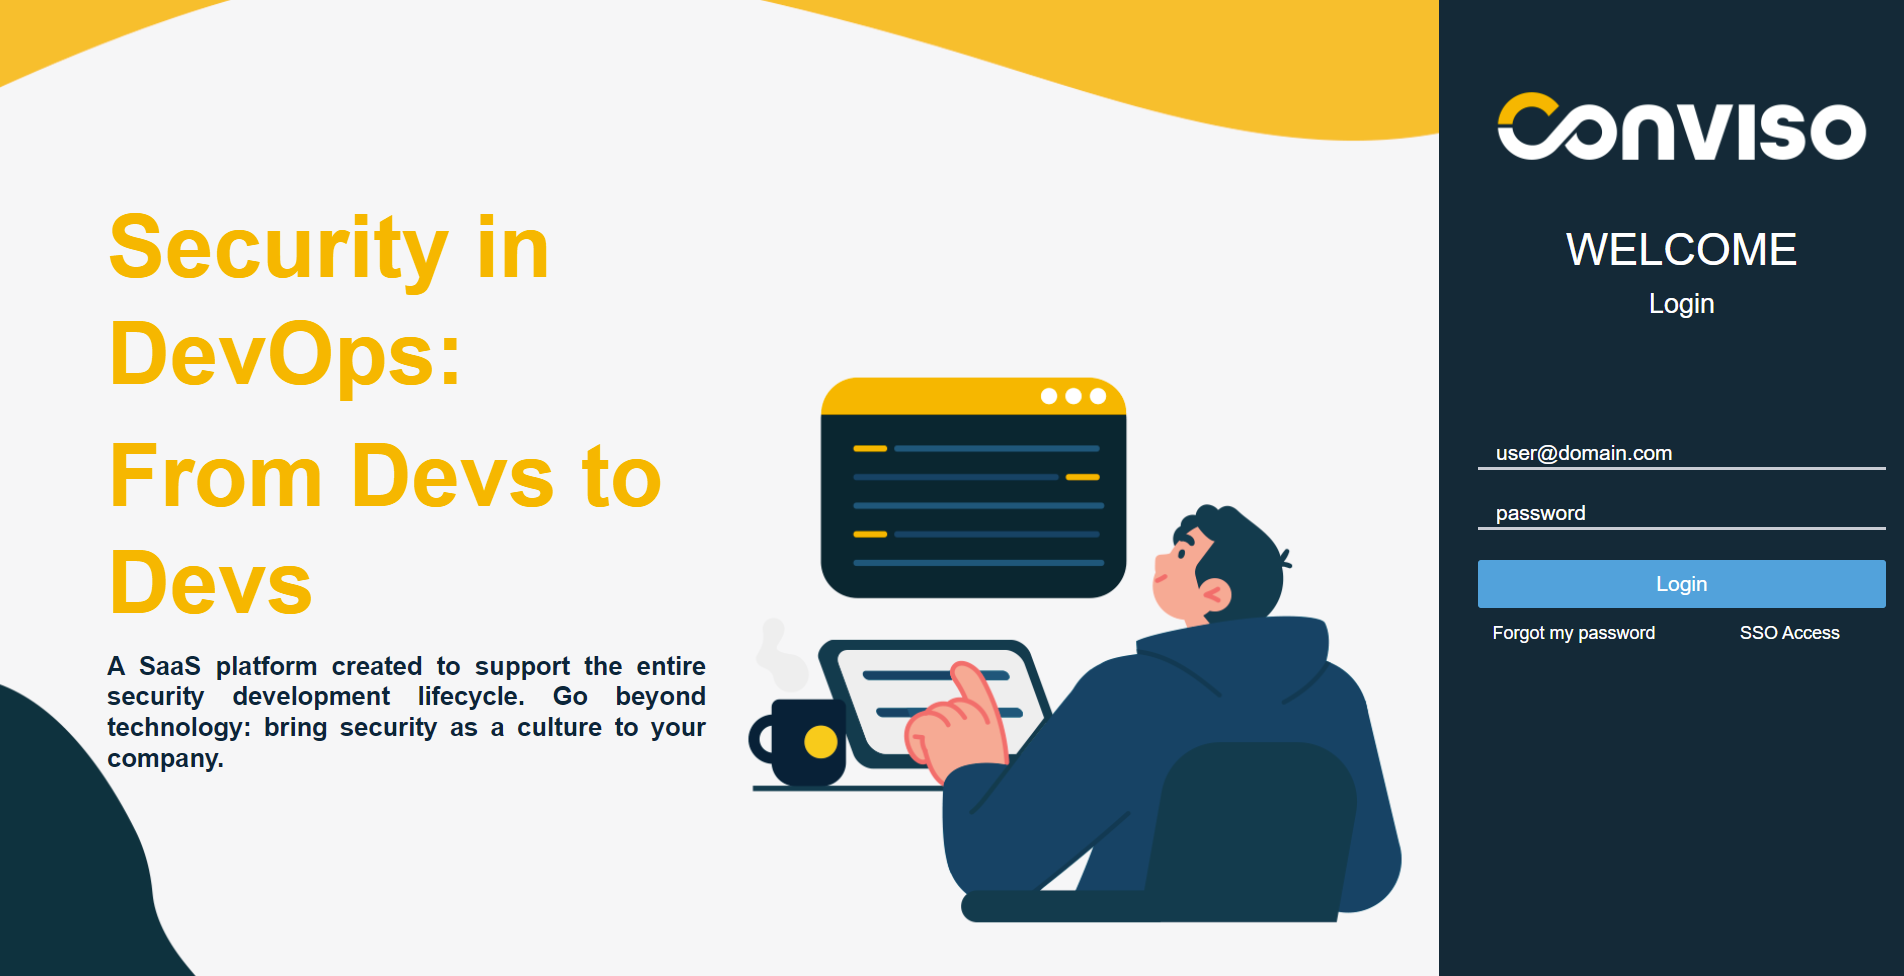 Security in
DevOps:
From Devs to
Devs
A SaaS platform created to support the entire
security development lifecycle. Go beyond
technology: bring security as a culture to your
company.
CONVISO
WELCOME
Login
user@domain.com
password
Login
Forgot my password
SSO Access